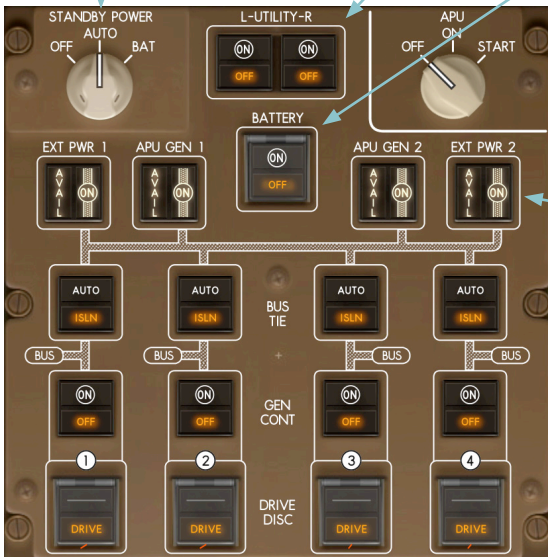 STANDBY POWER
OFF AUTO BAT
L-UTILITY-R
ON ON
OFF OFF
APU
OFF ON START
BATTERY
ON
OFF
EXT PWR 1 APU GEN 1 APU GEN 2 EXT PWR 2
AVAIL ON AVAIL ON AVAIL ON AVAIL ON
AUTO AUTO AUTO AUTO
ISLN ISLN ISLN ISLN
BUS TIE
BUS BUS BUS BUS
ON ON ON ON
OFF OFF OFF OFF
GEN CONT
1 2 3 4
DRIVE DISC
DRIVE DRIVE DRIVE DRIVE